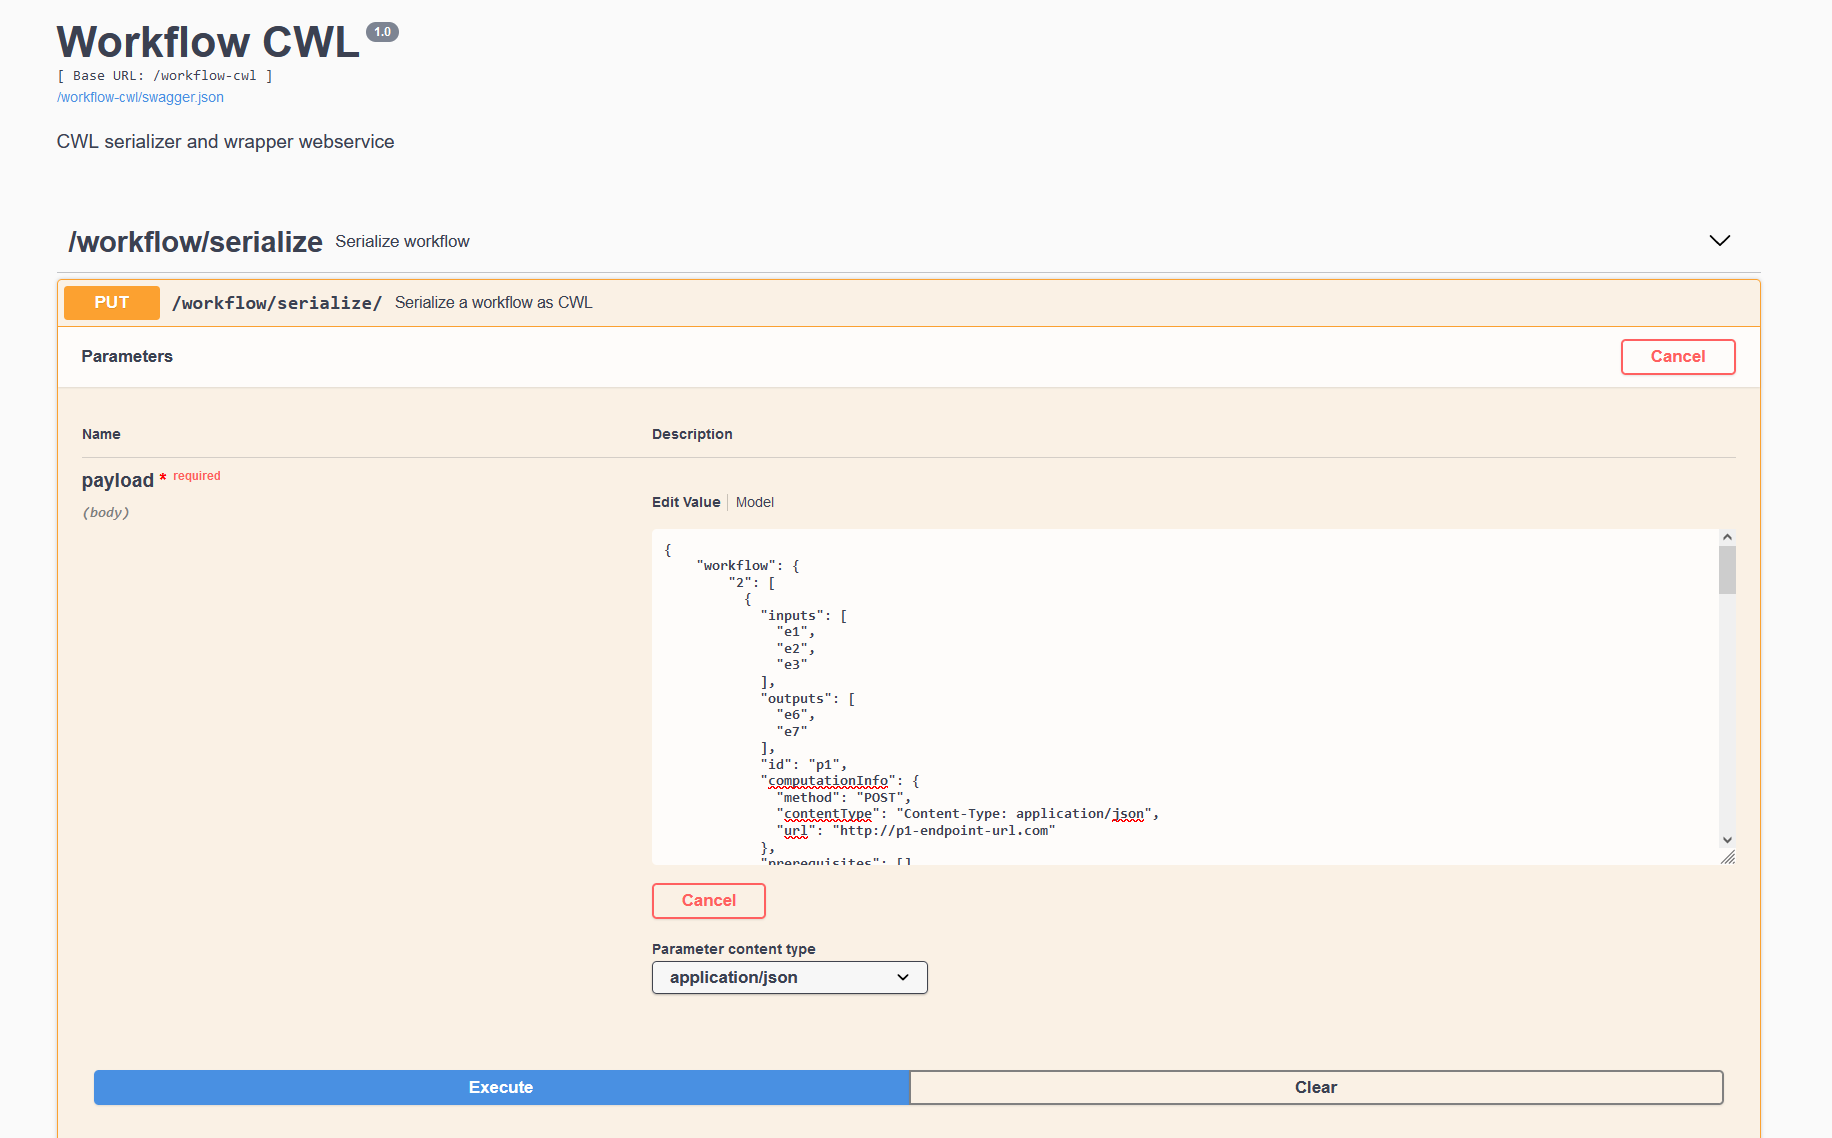 Workflow CWL 1.0
[ Base URL: /workflow-cwl ]
/workflow-cwl/swagger.json
CWL serializer and wrapper webservice
/workflow/serialize Serialize workflow
PUT /workflow/serialize/ Serialize a workflow as CWL
Parameters Cancel
Name Description
payload * required
(body)
Edit Value Model
{
"workflow": {
"2": [
{
"inputs": [
"e1",
"e2",
"e3"
],
"outputs": [
"e6",
"e7"
],
"id": "p1",
"computationInfo": {
"method": "POST",
"contentType": "Content-Type: application/json",
"url": "http://p1-endpoint-url.com"
},
"prerequisites": []
Cancel
Parameter content type
application/json
Execute Clear